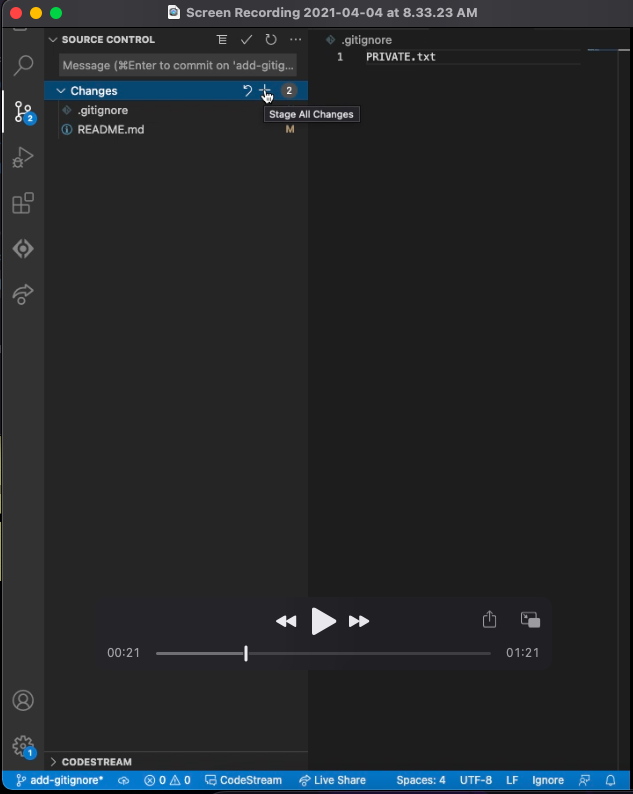 Screen Recording 2021-04-04 at 8.33.23 AM
SOURCE CONTROL
Message (⌘Enter to commit on 'add-gitig...
Changes
2
.gitignore
README.md
M
Stage All Changes
2
.gitignore
1 PRIVATE.txt
00:21
01:21
1
CODESTREAM
add-gitignore* 0 0 CodeStream Live Share Spaces: 4 UTF-8 LF Ignore